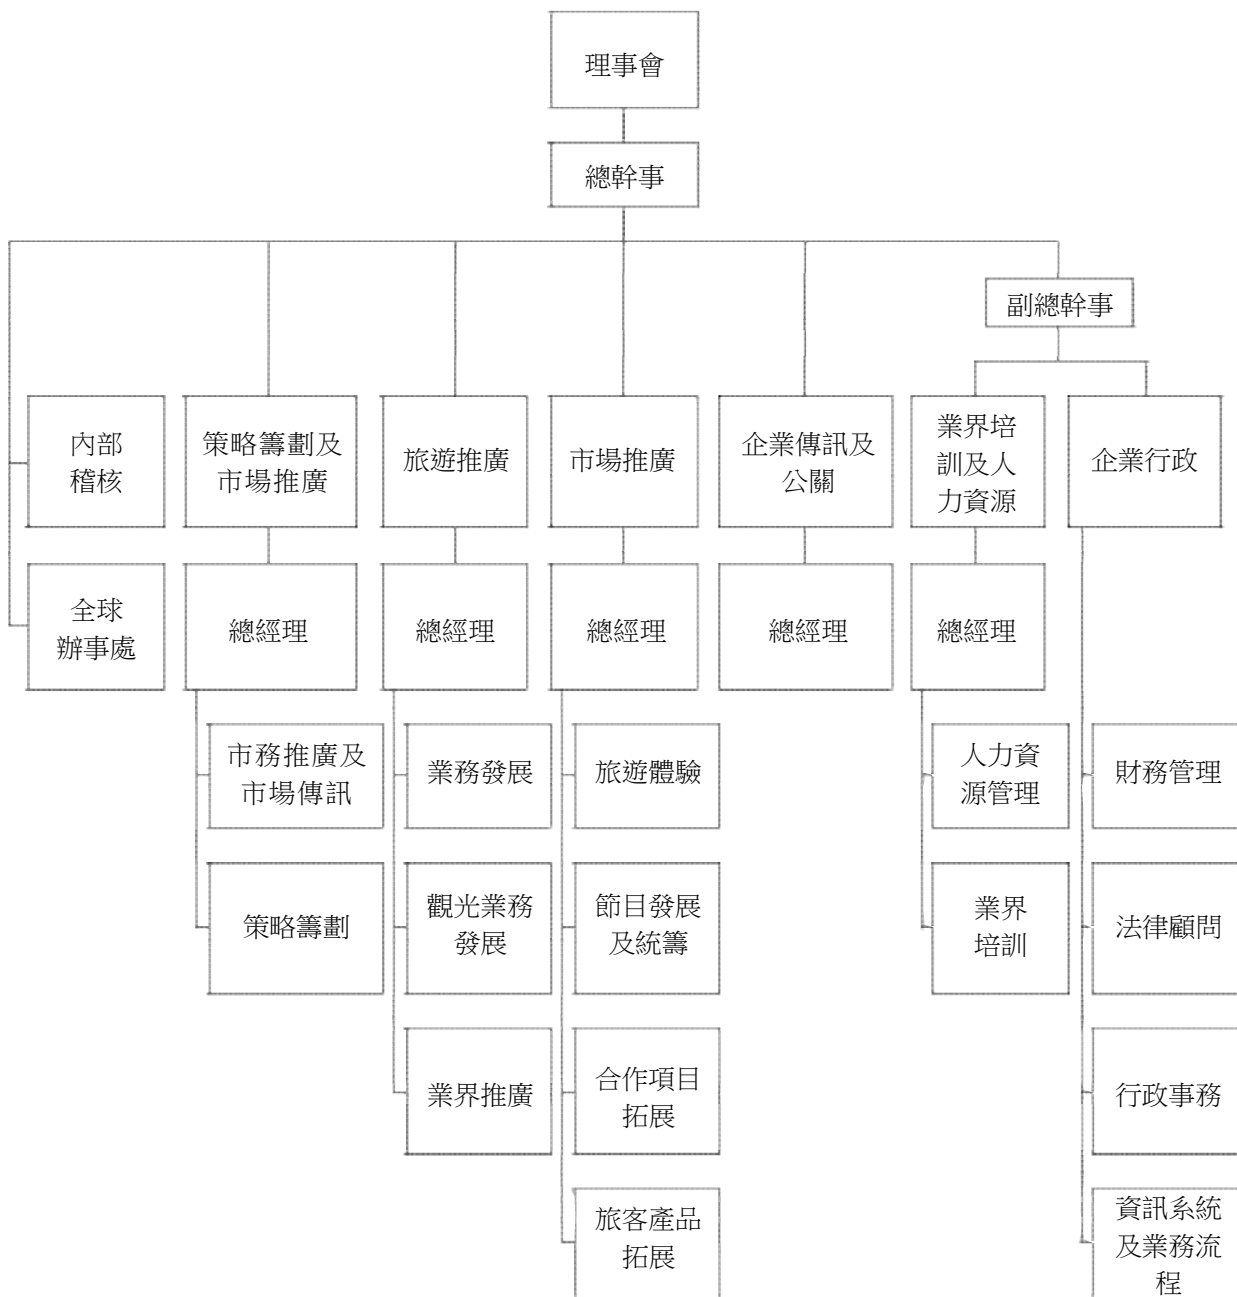 理事會
總幹事
副總幹事
內部
稽核
策略籌劃及
市場推廣
旅遊推廣
市場推廣
企業傳訊及
公關
業界培
訓及人
力資源
企業行政
全球
辦事處
總經理
總經理
總經理
總經理
總經理
市務推廣及
市場傳訊
業務發展
旅遊體驗
人力資
源管理
財務管理
策略籌劃
觀光業務
發展
節目發展
及統籌
業界
培訓
法律顧問
業界推廣
合作項目
拓展
行政事務
旅客產品
拓展
資訊系統
及業務流
程